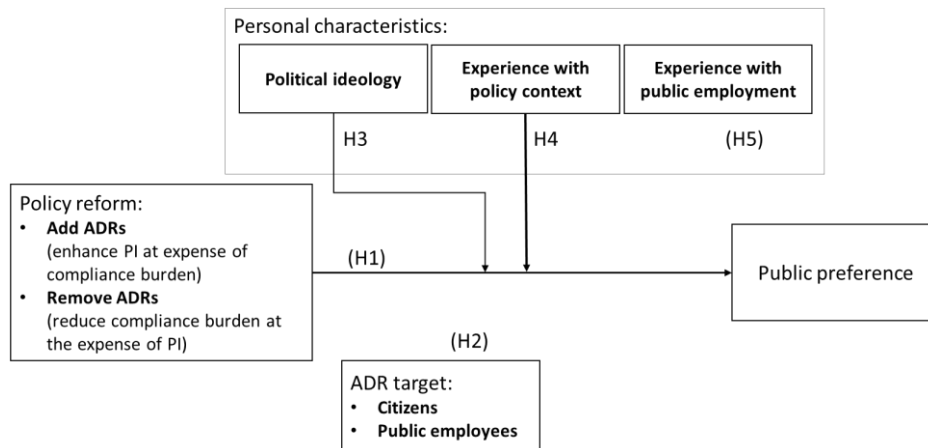 Personal characteristics:
Political ideology
Experience with
policy context
Experience with
public employment
H3
H4
(H5)
Policy reform:
• Add ADRs
(enhance PI at expense of
compliance burden)
• Remove ADRs
(reduce compliance burden at
the expense of PI)
(H1)
Public preference
(H2)
ADR target:
• Citizens
• Public employees